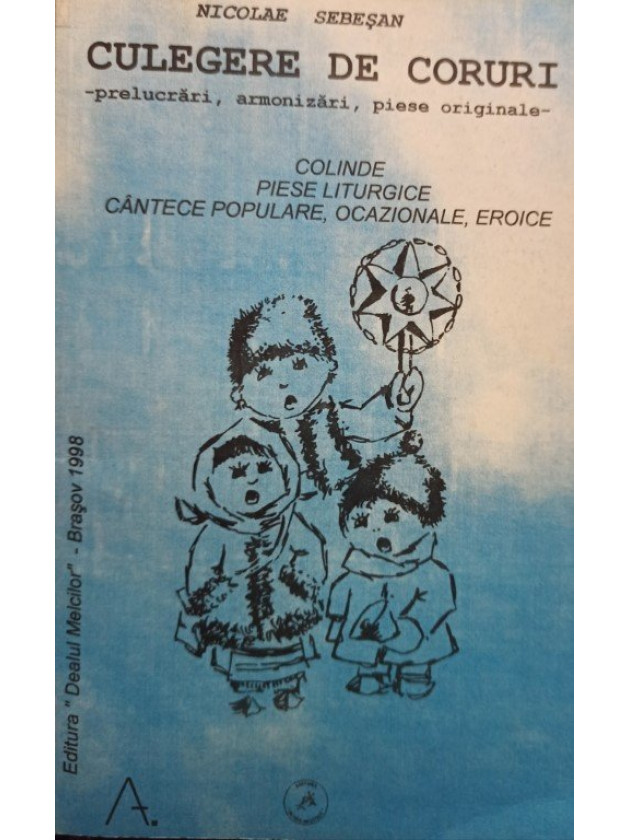 NICOLAE SEBEŞAN
CULEGERE DE CORURI
-prelucrări, armonizări, piese originale-
COLINDE
PIESE LITURGICE
CÂNTECE POPULARE, OCAZIONALE, EROICE
Editura " Dealul Melcilor" - Braşov 1998
A.